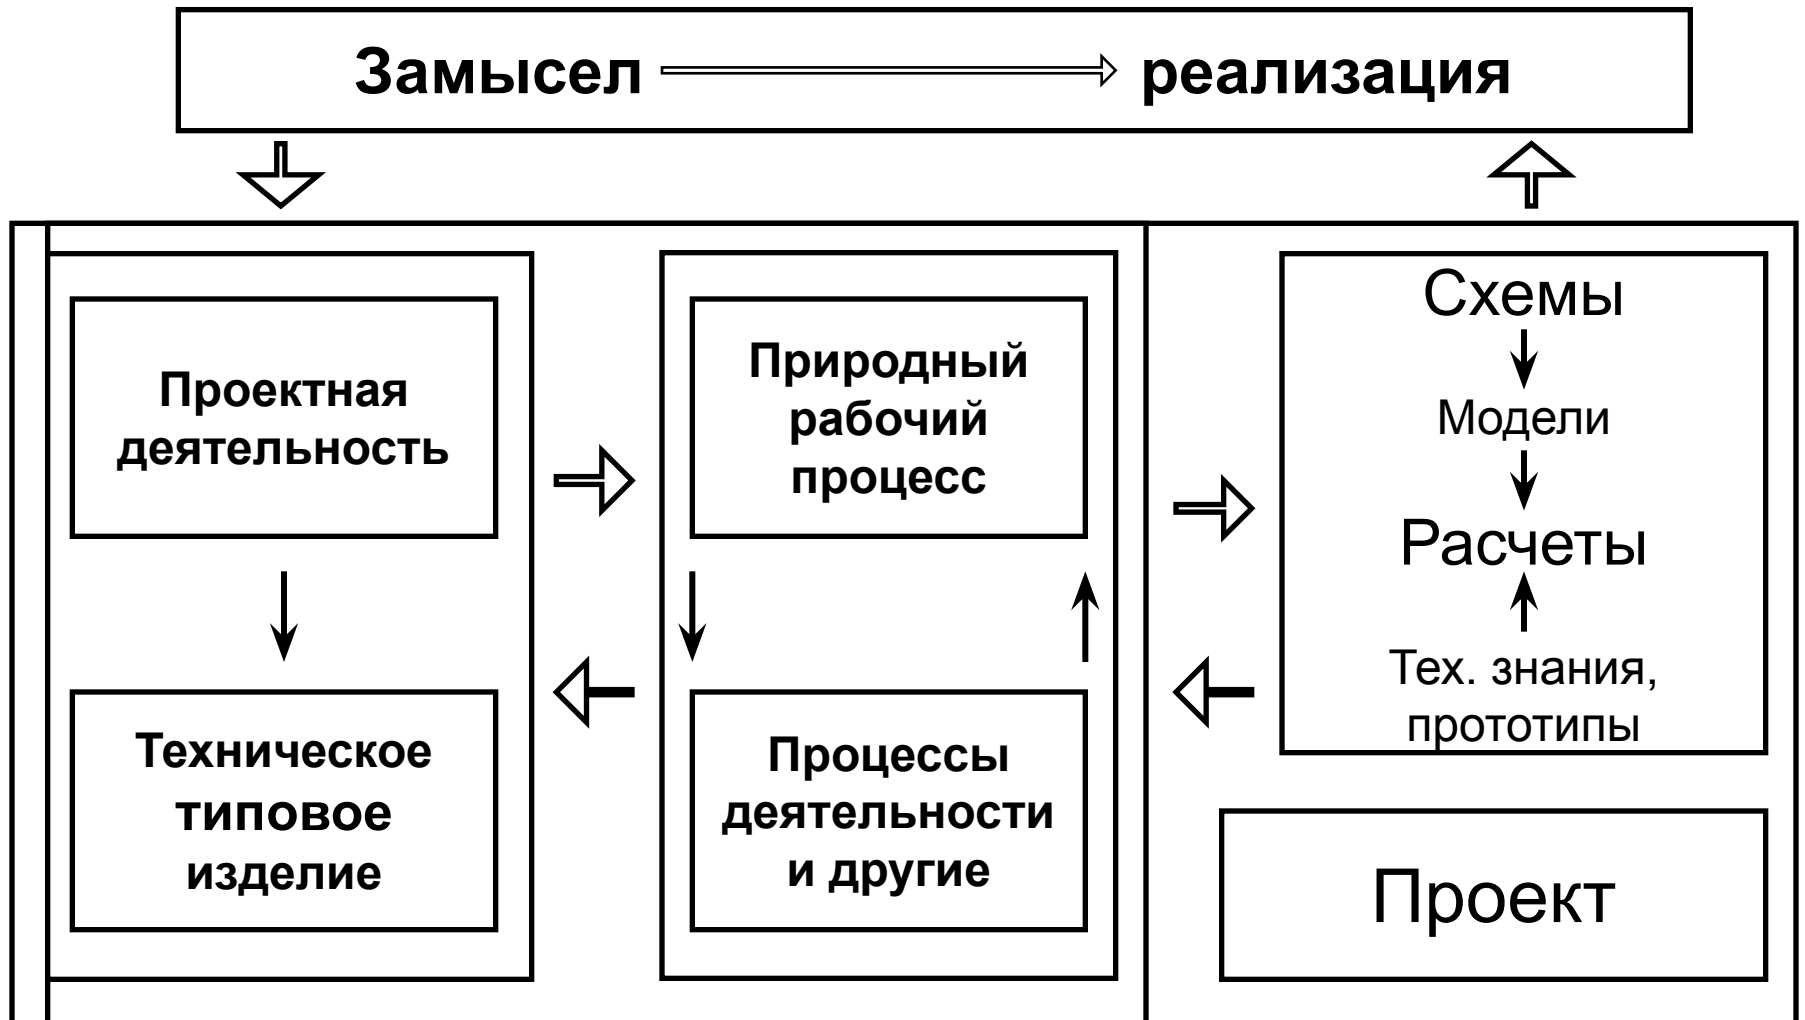 Замысел реализация
Проектная
деятельность
Техническое
типовое
изделие
Природный
рабочий
процесс
Процессы
деятельности
и другие
Схемы
Модели
Расчеты
Тех. знания,
прототипы
Проект